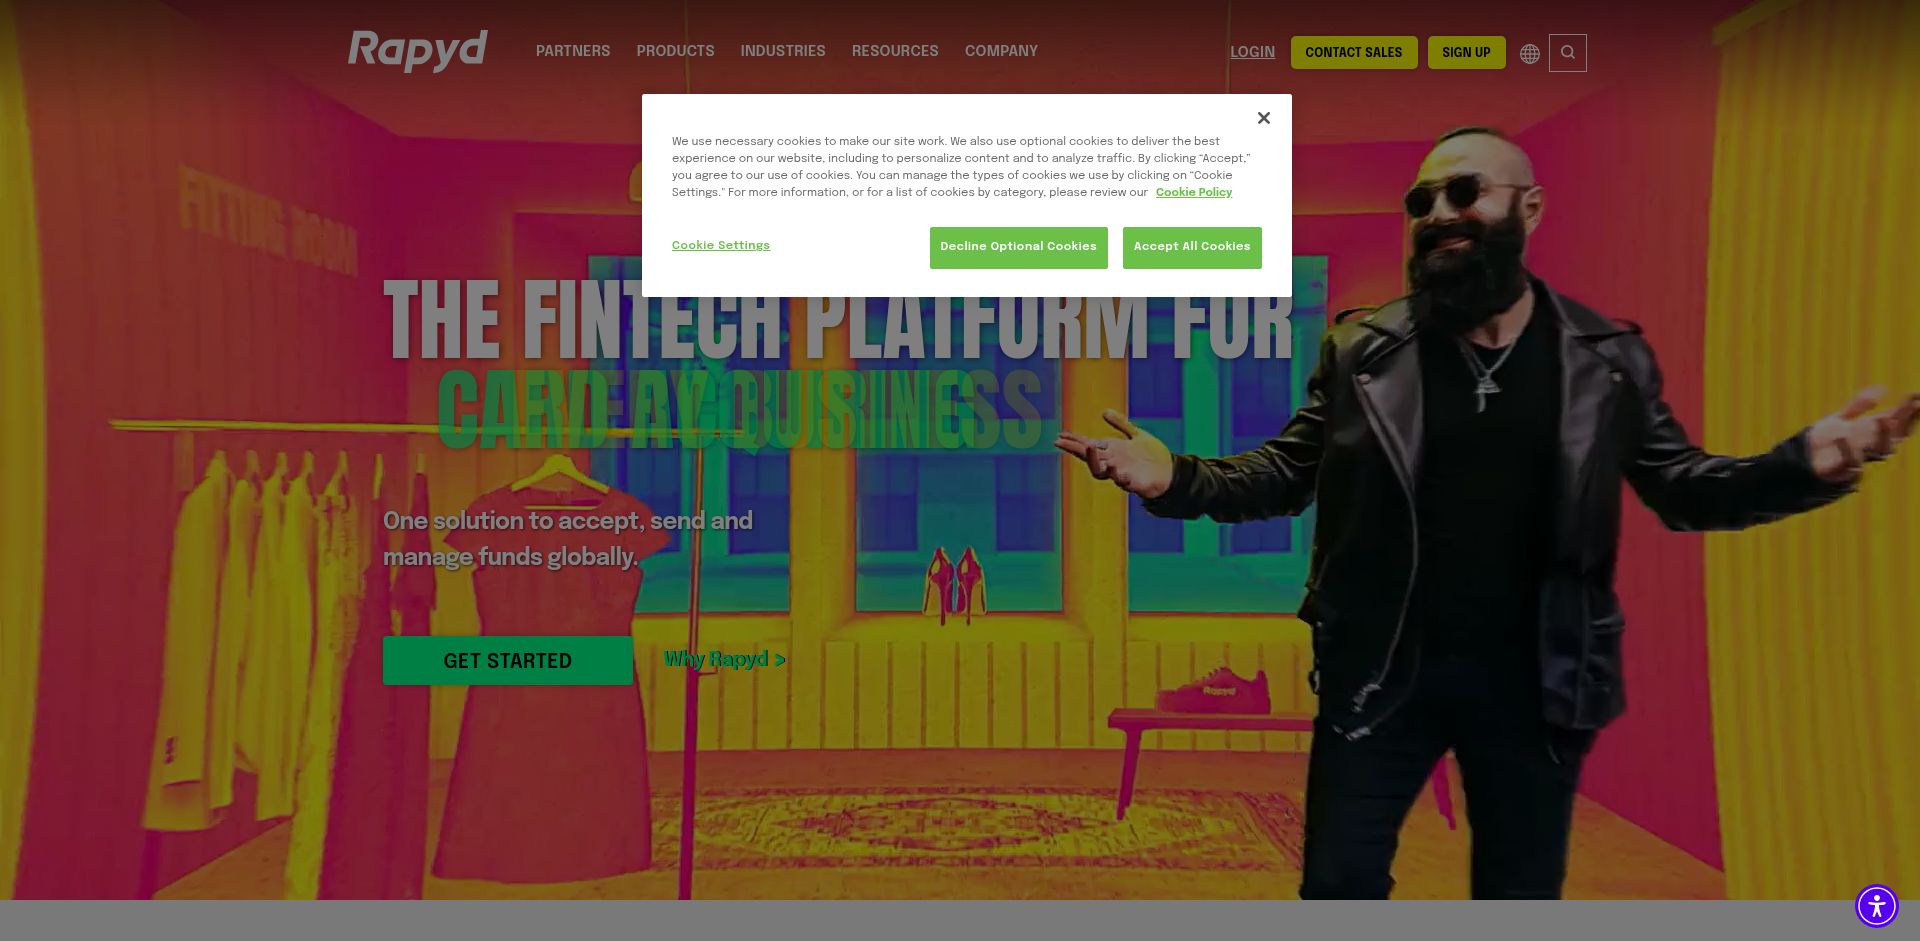 Rapyd
PARTNERS PRODUCTS INDUSTRIES RESOURCES COMPANY
LOGIN CONTACT SALES SIGN UP
We use necessary cookies to make our site work. We also use optional cookies to deliver the best
experience on our website, including to personalize content and to analyze traffic. By clicking “Accept,”
you agree to our use of cookies. You can manage the types of cookies we use by clicking on “Cookie
Settings." For more information, or for a list of cookies by category, please review our Cookie Policy
Cookie Settings Decline Optional Cookies Accept All Cookies
FITTING ROOM
THE FINTECH PLATFORM FOR
One solution to accept, send and
manage funds globally.
GET STARTED Why Rapyd >
Rapyd